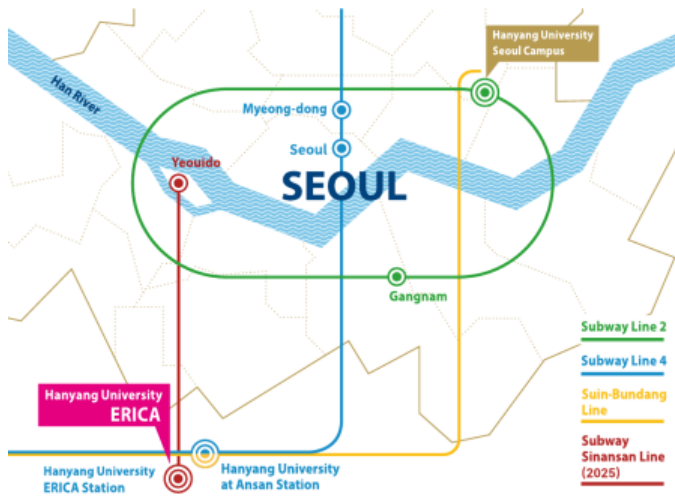 Hanyang University
Seoul Campus
Han River
Myeong-dong
Seoul
Yeouido
SEOUL
Gangnam
Subway Line 2
Subway Line 4
Suin-Bundang
Line
Subway
Sinansan Line
(2025)
Hanyang University
ERICA
Hanyang University
ERICA Station
Hanyang University
at Ansan Station